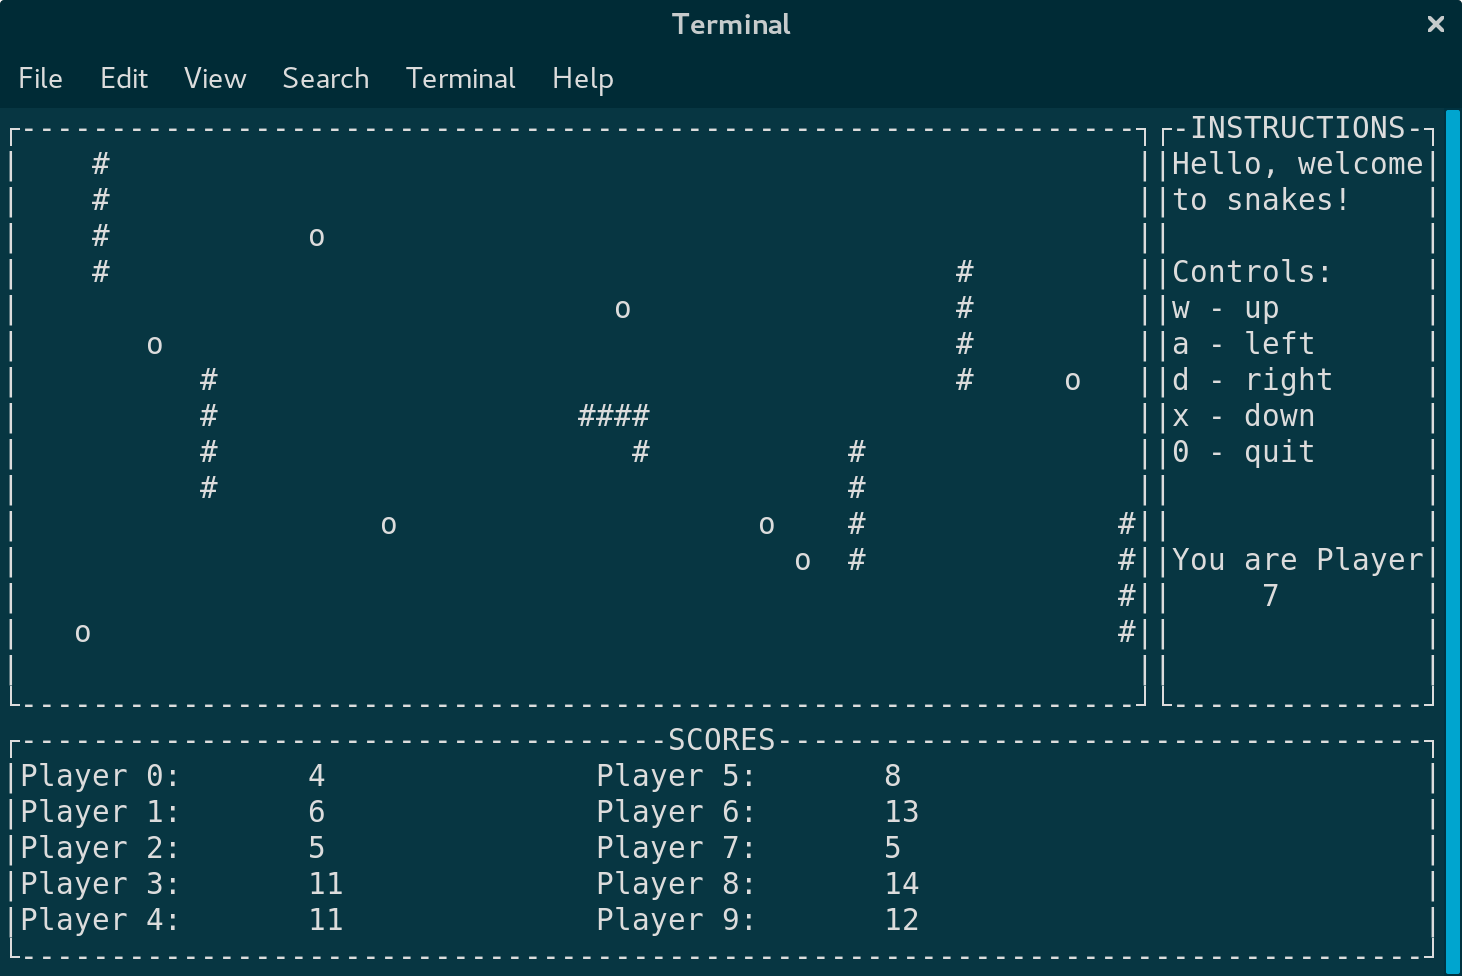 Terminal
File Edit View Search Terminal Help
INSTRUCTIONS
#
#
# o
# #
o #
o #
# # o
# ####
# # #
# #
o o # #
o # #
#
o #
Hello, welcome
to snakes!
Controls:
w - up
a - left
d - right
x - down
0 - quit
You are Player
7
SCORES
Player 0: 4 Player 5: 8
Player 1: 6 Player 6: 13
Player 2: 5 Player 7: 5
Player 3: 11 Player 8: 14
Player 4: 11 Player 9: 12